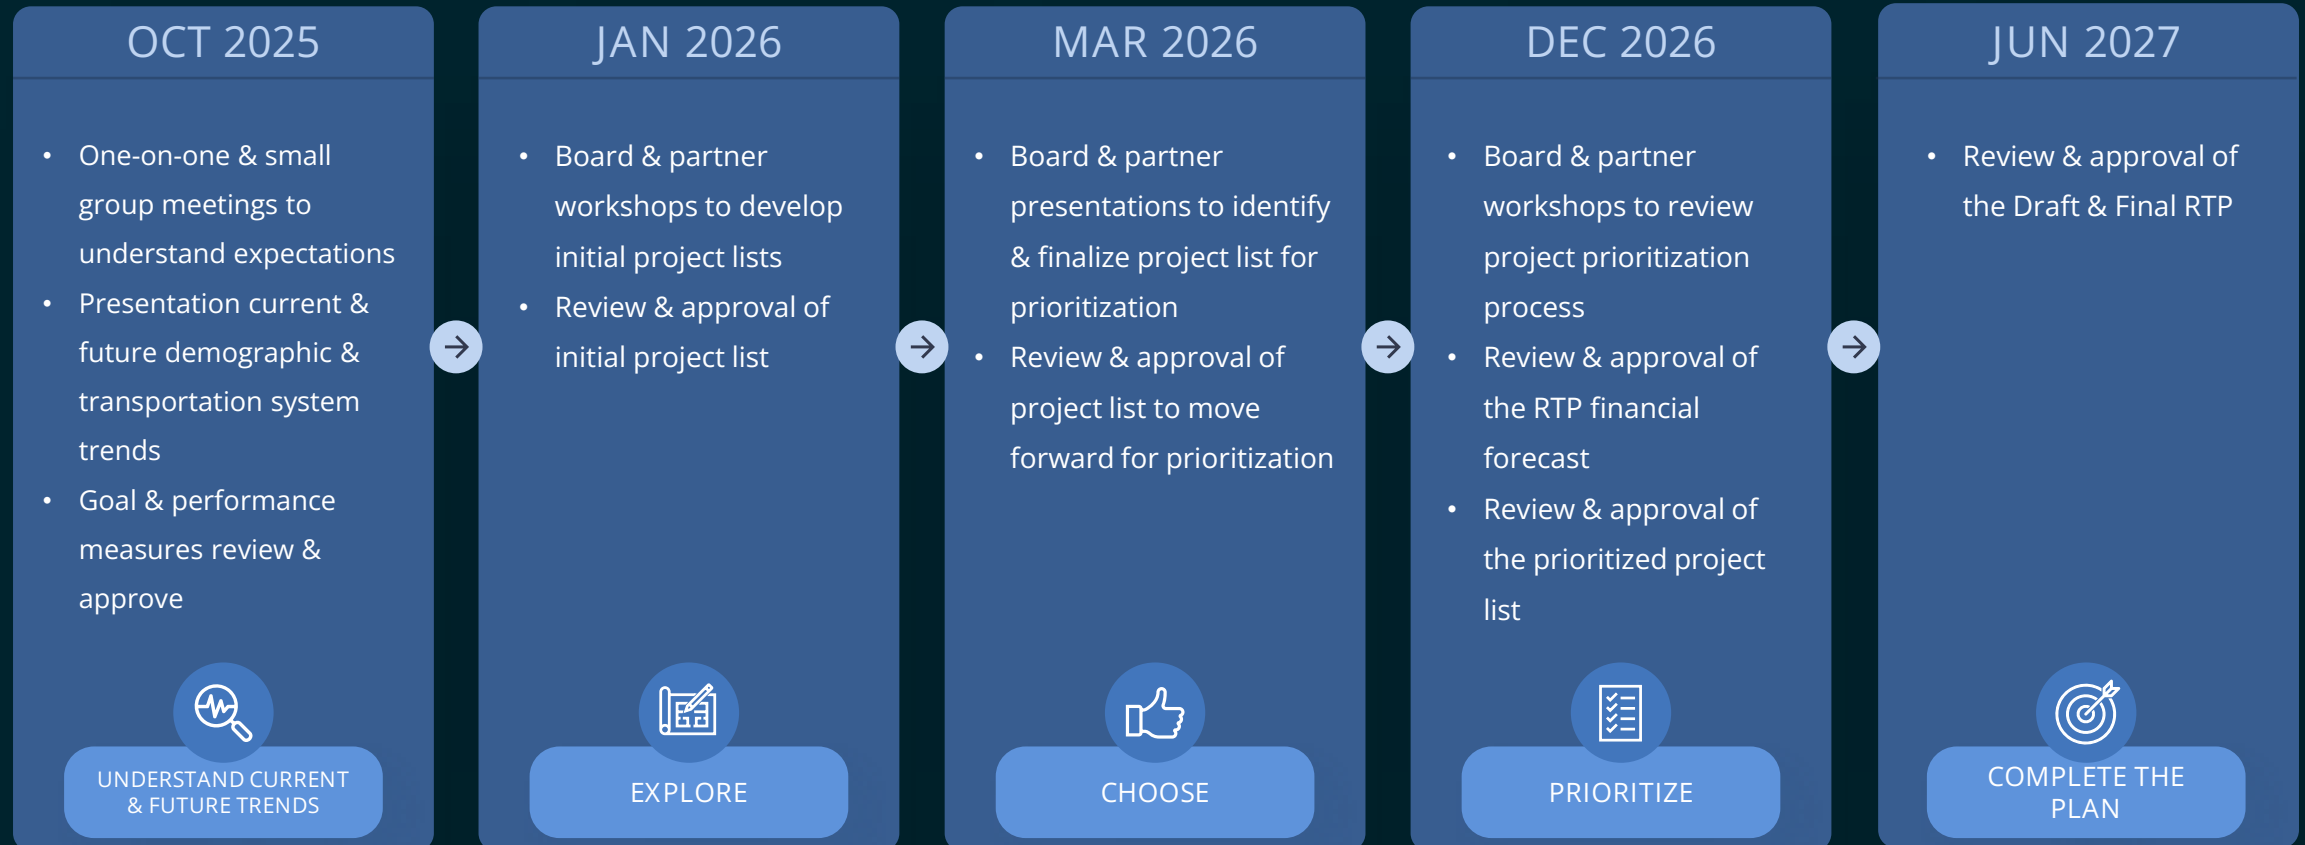 OCT 2025
• One-on-one & small
group meetings to
understand expectations
• Presentation current &
future demographic &
transportation system
trends
• Goal & performance
measures review &
approve
UNDERSTAND CURRENT
& FUTURE TRENDS
JAN 2026
• Board & partner
workshops to develop
initial project lists
• Review & approval of
initial project list
EXPLORE
MAR 2026
• Board & partner
presentations to identify
& finalize project list for
prioritization
• Review & approval of
project list to move
forward for prioritization
CHOOSE
DEC 2026
• Board & partner
workshops to review
project prioritization
process
• Review & approval of
the RTP financial
forecast
• Review & approval of
the prioritized project
list
PRIORITIZE
JUN 2027
• Review & approval of
the Draft & Final RTP
COMPLETE THE
PLAN